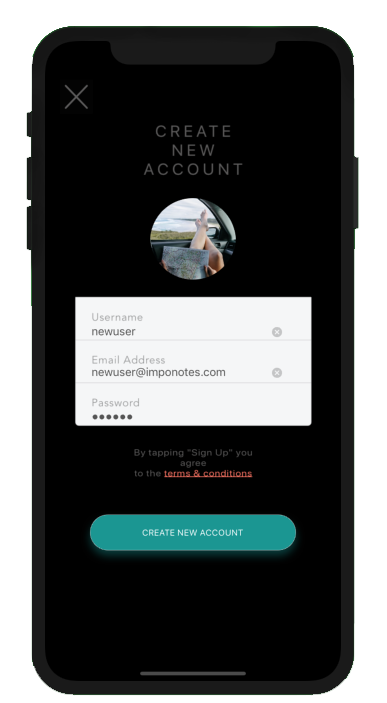 CREATE
NEW
ACCOUNT
Username
newuser
Email Address
newuser@imponotes.com
Password
••••••
By tapping "Sign Up" you
agree
to the terms & conditions
CREATE NEW ACCOUNT